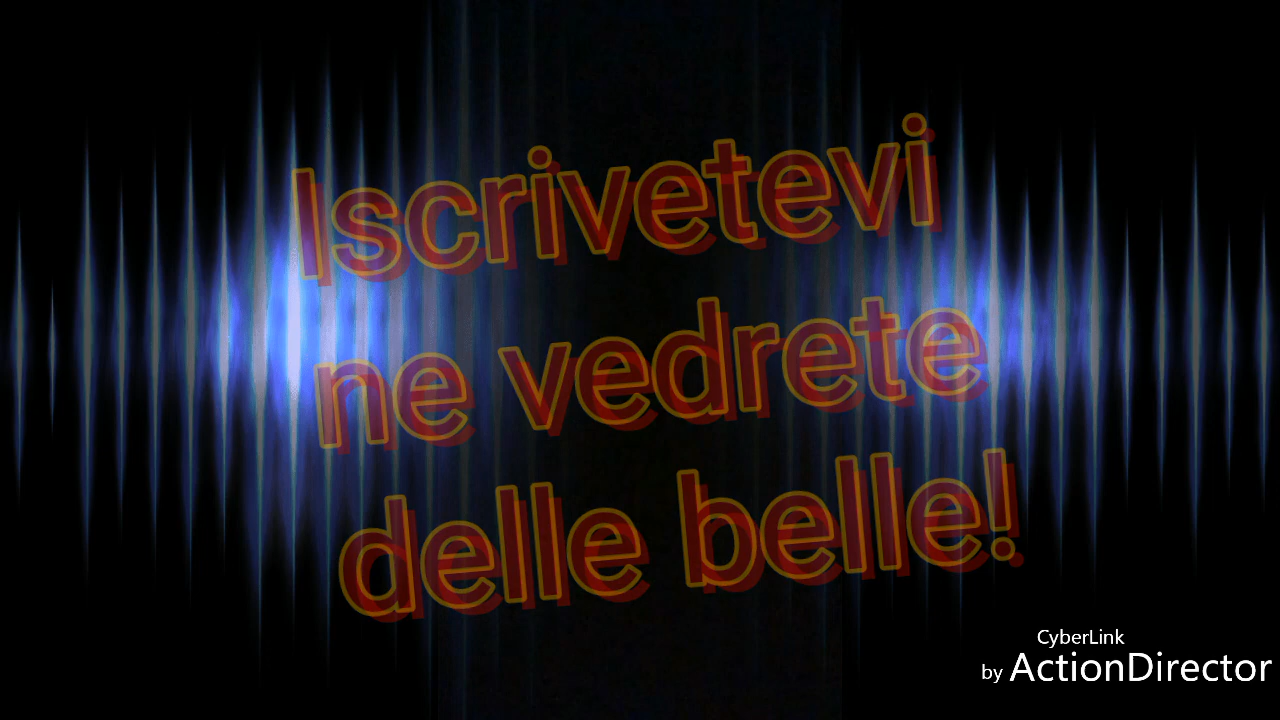 Iscrivetevi
ne vedrete
delle belle!
CyberLink
by ActionDirector